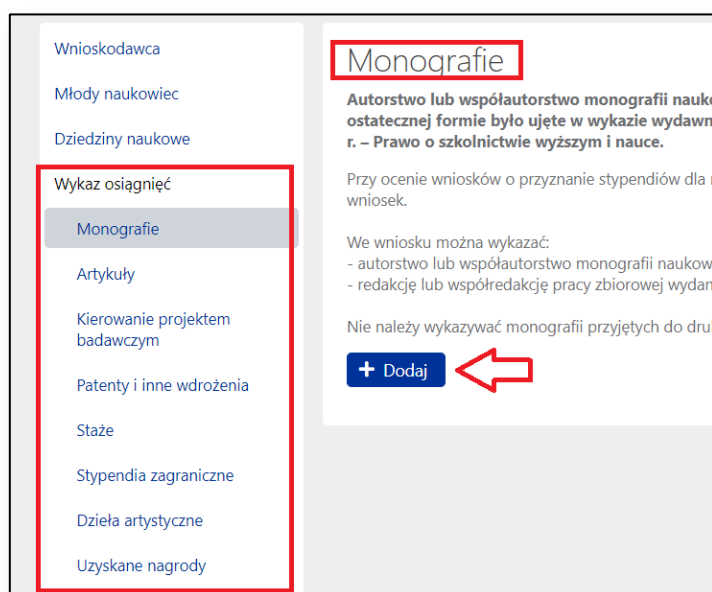 Wnioskodawca
Młody naukowiec
Dziedziny naukowe
Wykaz osiągnięć
Monografie
Artykuły
Kierowanie projektem
badawczym
Patenty i inne wdrożenia
Staże
Stypendia zagraniczne
Dzieła artystyczne
Uzyskane nagrody
Monografie
Autorstwo lub współautorstwo monografii nauk
ostatecznej formie było ujęte w wykazie wydawn
r. – Prawo o szkolnictwie wyższym i nauce.
Przy ocenie wniosków o przyznanie stypendiów dla
wniosek.
We wniosku można wykazać:
- autorstwo lub współautorstwo monografii naukow
- redakcję lub współredakcję pracy zbiorowej wydan
Nie należy wykazywać monografii przyjętych do dru
+ Dodaj